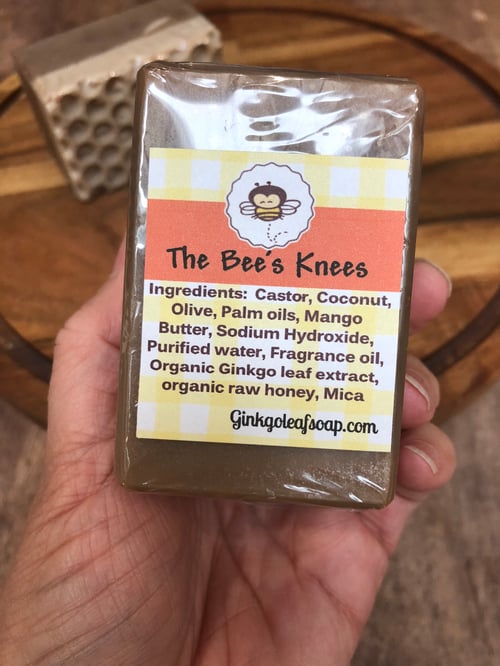 The Bee's Knees
Ingredients: Castor, Coconut,
Olive, Palm oils, Mango
Butter, Sodium Hydroxide,
Purified water, Fragrance oil,
Organic Ginkgo leaf extract,
organic raw honey, Mica
Ginkgoleafsoap.com